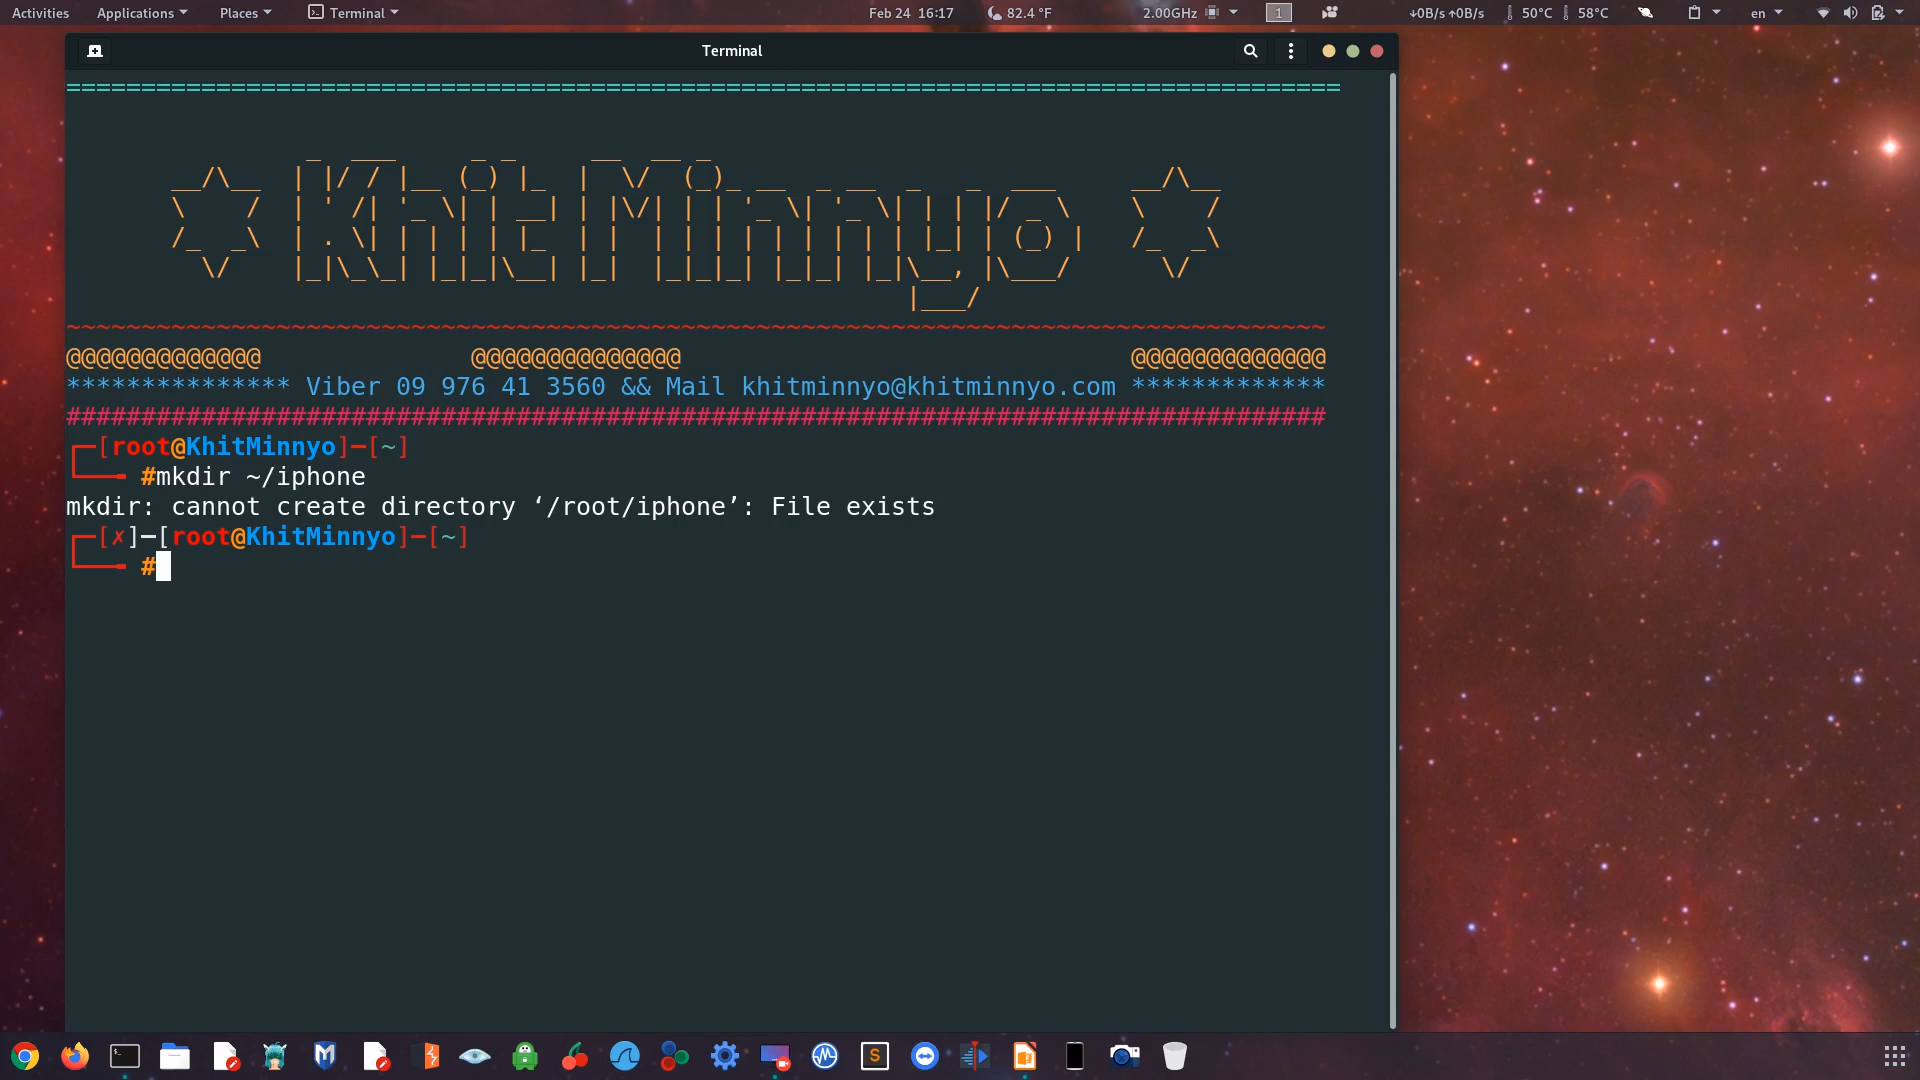 Activities Applications Places Terminal Feb 24 16:17 82.4 °F 2.00GHz 1 ↓0B/s ↑0B/s 50°C 58°C en
Terminal
=====================================================================================
Khit Minnyo
~~~~~~~~~~~~~~~~~~~~~~~~~~~~~~~~~~~~~~~~~~~~~~~~~~~~~~~~~~~~~~~~~~~~~~~~~~~~~~~~~~~~
@@@@@@@@@@@@@ @@@@@@@@@@@@@@ @@@@@@@@@@@@@
*************** Viber 09 976 41 3560 && Mail khitminnyo@khitminnyo.com *************
####################################################################################
┌─[root@KhitMinnyo]─[~]
└──╼ #mkdir ~/iphone
mkdir: cannot create directory ‘/root/iphone’: File exists
┌─[✗]─[root@KhitMinnyo]─[~]
└──╼ #